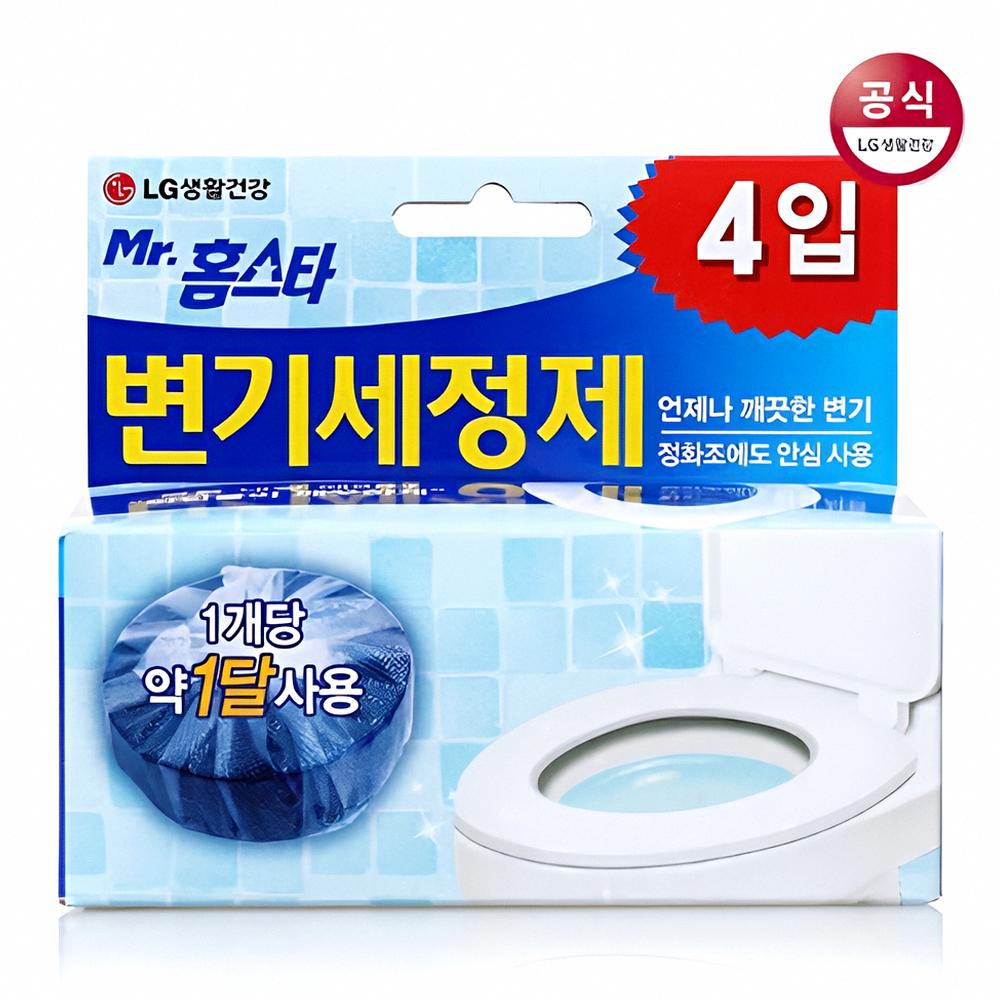 공식
LG생활건강
LG생활건강
Mr. 홈스타
4입
변기세정제
언제나 깨끗한 변기
정화조에도 안심 사용
1개당
약1달사용